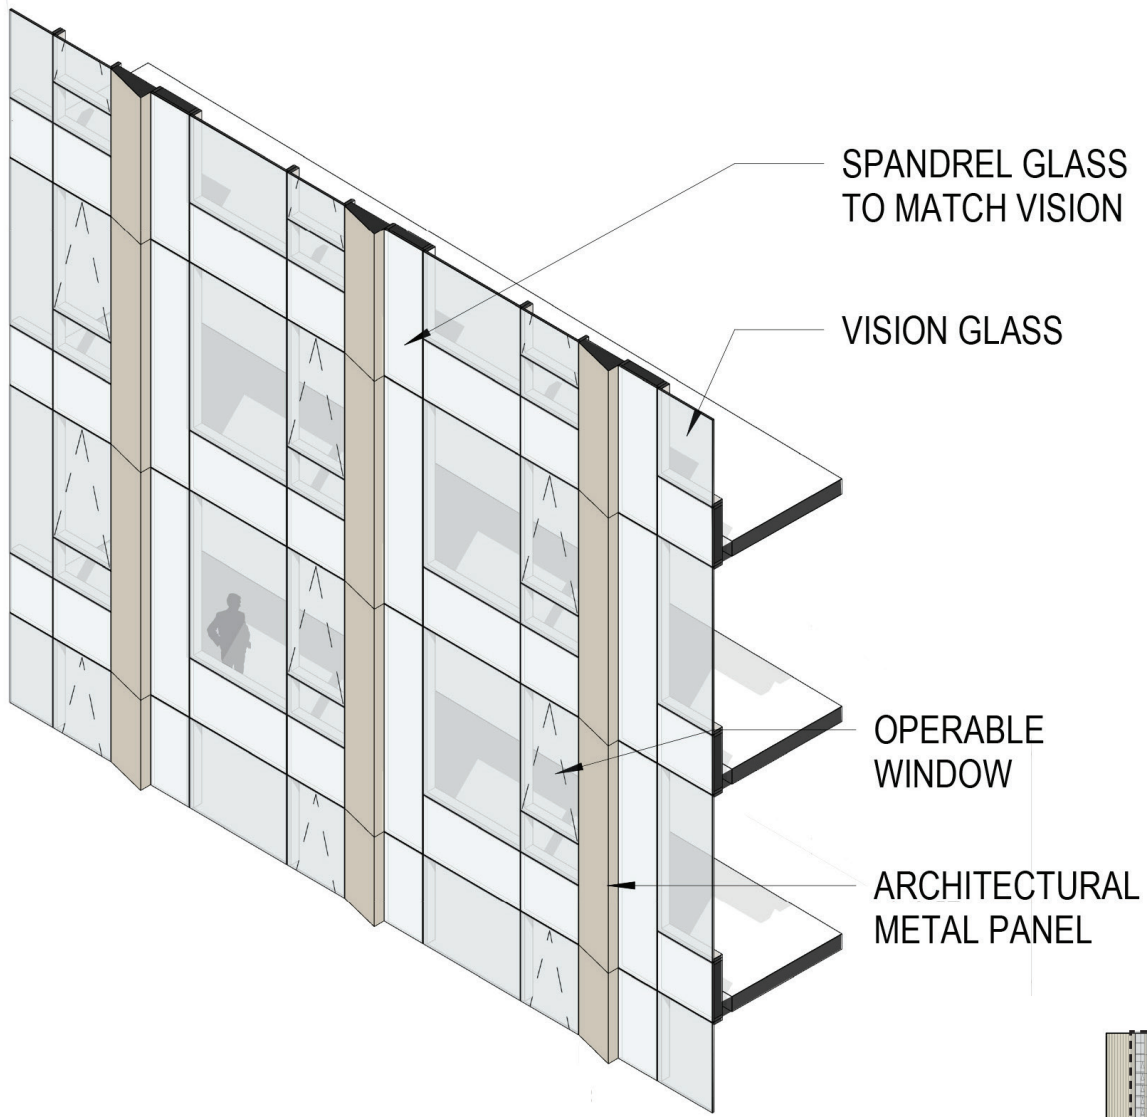 SPANDREL GLASS
TO MATCH VISION
VISION GLASS
OPERABLE
WINDOW
ARCHITECTURAL
METAL PANEL